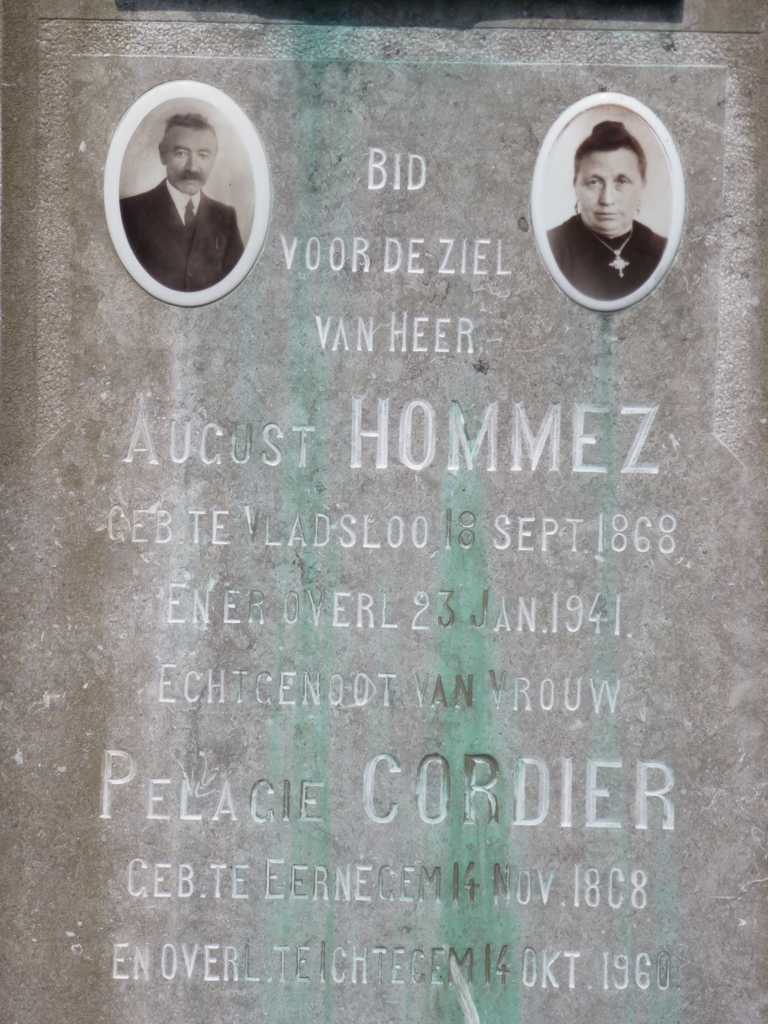 BID
VOOR DE ZIEL
VAN HEER
AUGUST HOMMEZ
GEB TE VLADSLOO 18 SEPT. 1868
EN ER OVERL 23 JAN. 1941.
ECHTGENOOT VAN VROUW
PELAGIE CORDIER
GEB. TE EERNEGEM 14 NOV. 1868
EN OVERL. TE ICHTEGEM 14 OKT. 1960